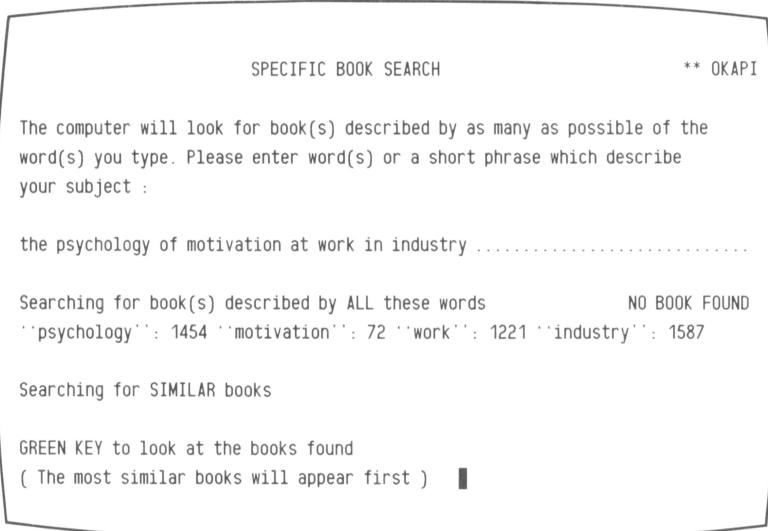 SPECIFIC BOOK SEARCH ** OKAPI
The computer will look for book(s) described by as many as possible of the
word(s) you type. Please enter word(s) or a short phrase which describe
your subject :
the psychology of motivation at work in industry .............................
Searching for book(s) described by ALL these words NO BOOK FOUND
``psychology``: 1454 ``motivation``: 72 ``work``: 1221 ``industry``: 1587
Searching for SIMILAR books
GREEN KEY to look at the books found
( The most similar books will appear first )